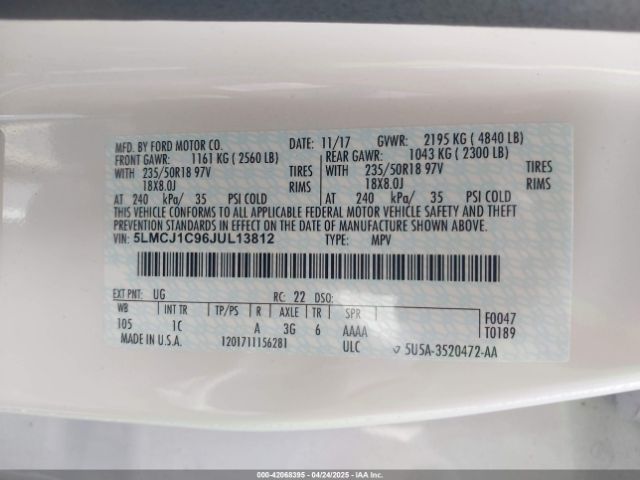 MFD. BY FORD MOTOR CO. DATE: 11/17 GVWR: 2195 KG ( 4840 LB)
FRONT GAWR: 1161 KG ( 2560 LB) REAR GAWR: 1043 KG ( 2300 LB)
WITH 235/50R18 97V TIRES WITH 235/50R18 97V TIRES
18X8.0J RIMS 18X8.0J RIMS
AT 240 kPa/ 35 PSI COLD AT 240 kPa/ 35 PSI COLD
THIS VEHICLE CONFORMS TO ALL APPLICABLE FEDERAL MOTOR VEHICLE SAFETY AND THEFT
PREVENTION STANDARDS IN EFFECT ON THE DATE OF MANUFACTURE SHOWN ABOVE.
VIN: 5LMCJ1C96JUL13812 TYPE: MPV
EXT PNT: UG RC: 22 DSO:
WB INT TR TP/PS R AXLE TR SPR F0047
105 1C A 3G 6 AAAA T0189
MADE IN U.S.A. 1201711156281 ULC 5U5A-3520472-AA
000-42068395 - 04/24/2025 - IAAI.CA